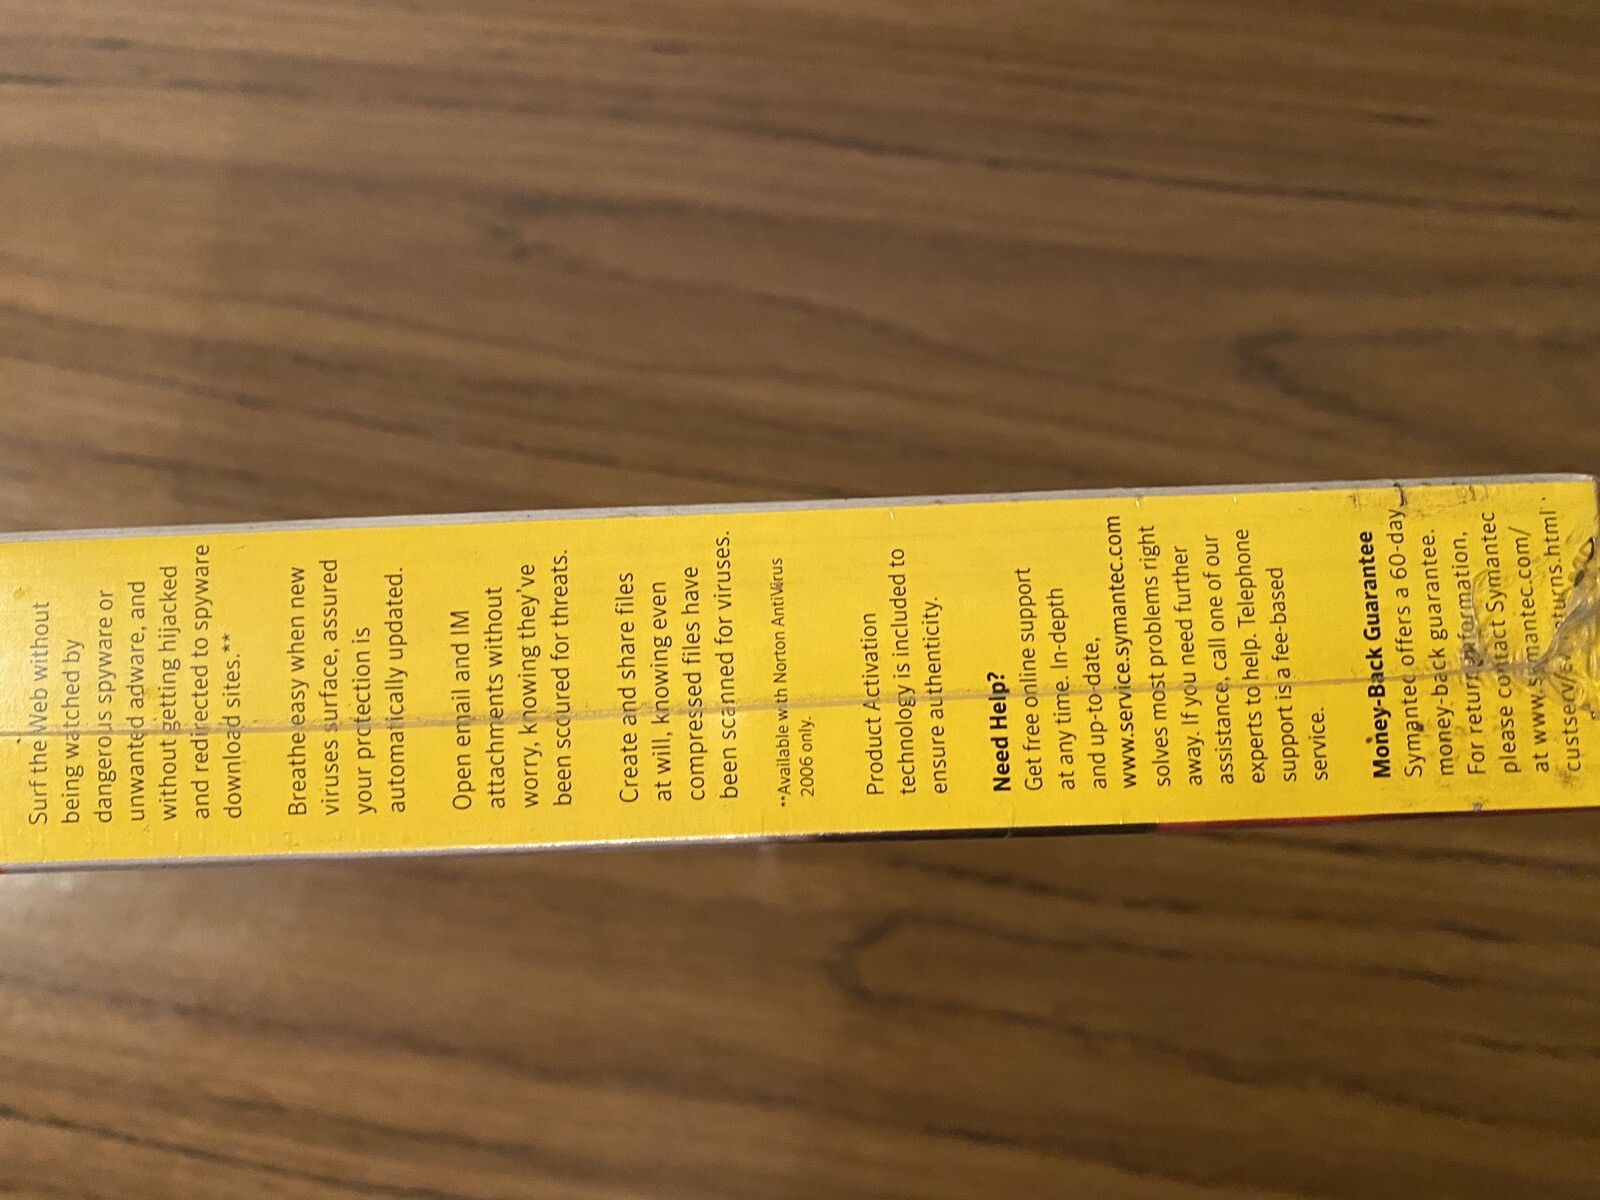 Surf the Web without
being watched by
dangerous spyware or
unwanted adware, and
without getting hijacked
and redirected to spyware
download sites.**
Breathe easy when new
viruses surface, assured
your protection is
automatically updated.
Open email and IM
attachments without
worry, knowing they've
been scoured for threats.
Create and share files
at will, knowing even
compressed files have
been scanned for viruses.
**Available with Norton AntiVirus
2006 only.
Product Activation
technology is included to
ensure authenticity.
Need Help?
Get free online support
at any time. In-depth
and up-to-date,
www.service.symantec.com
solves most problems right
away. If you need further
assistance, call one of our
experts to help. Telephone
support is a fee-based
service.
Money-Back Guarantee
Symantec offers a 60-day
money-back guarantee.
For return information,
please contact Symantec
at www.symantec.com/